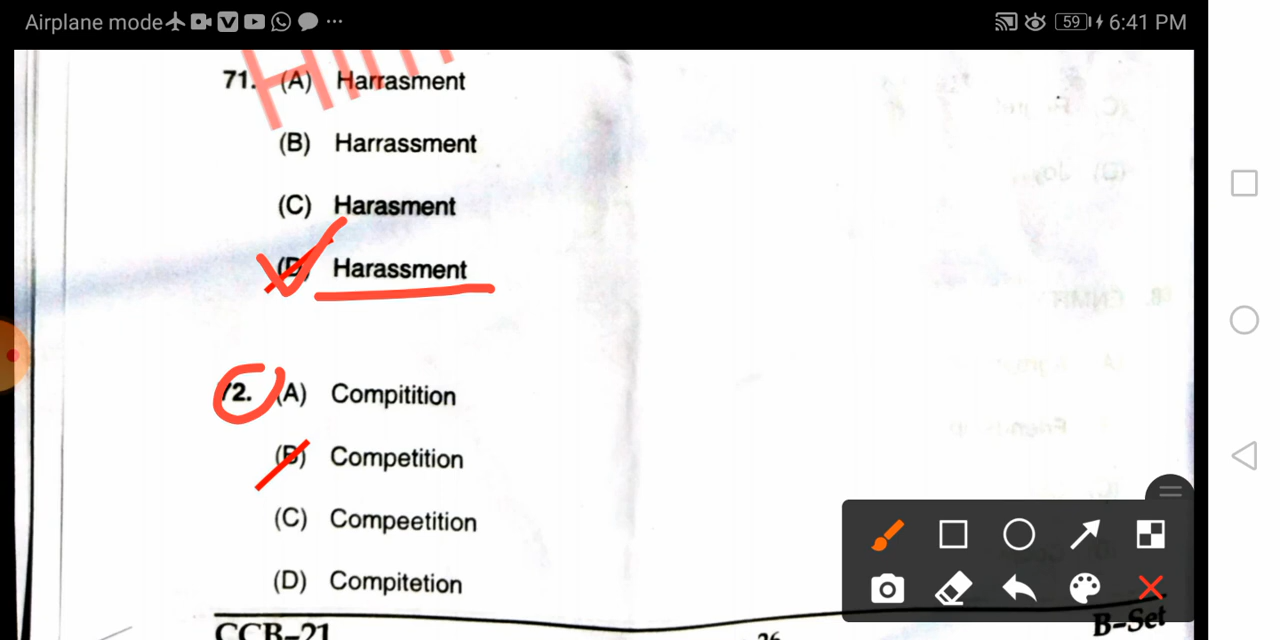 Airplane mode ... 59 6:41 PM
71. (A) Harrasment
(B) Harrassment
(C) Harasment
(D) Harassment
72. (A) Compitition
(B) Competition
(C) Compeetition
(D) Compitetion
CCB-21 26 B-Set